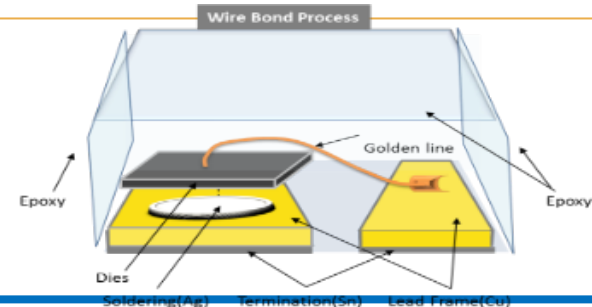 Wire Bond Process
Golden line
Epoxy
Epoxy
Dies
Soldering(Ag) Termination(Sn) Lead Frame(Cu)